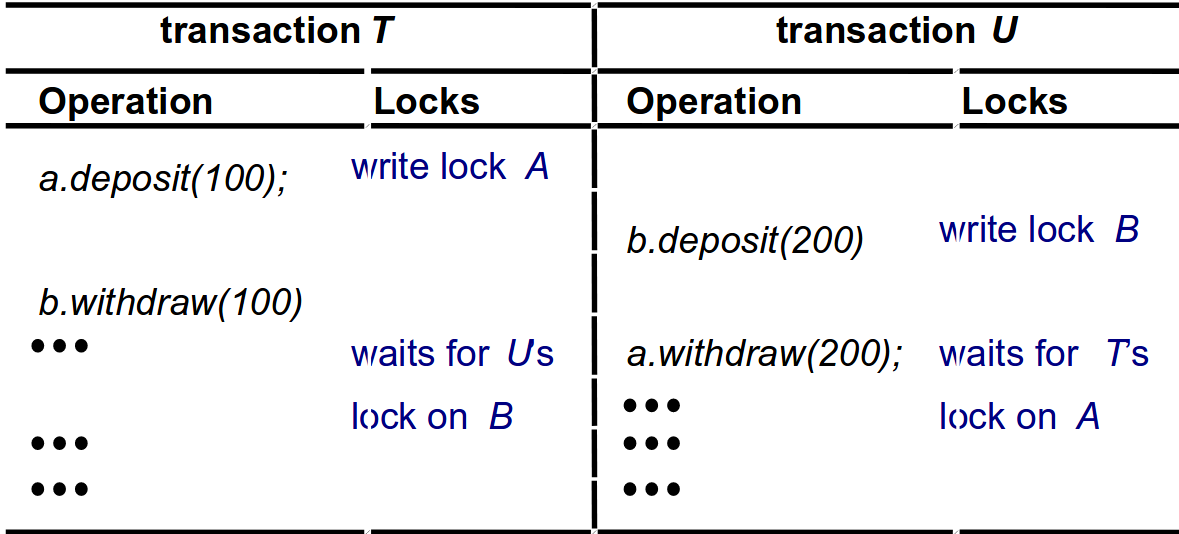 transaction T transaction U
Operation Locks Operation Locks
a.deposit(100); write lock A
b.deposit(200) write lock B
b.withdraw(100)
••• waits for U's a.withdraw(200); waits for T's
lock on B ••• lock on A
••• •••
••• •••